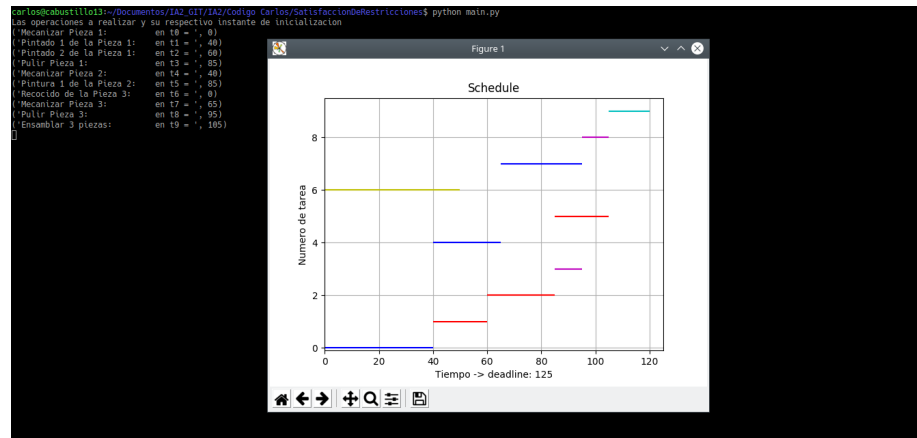 carlos@cabustillo13:~/Documentos/IA2_GIT/IA2/Codigo Carlos/SatisfaccionDeRestricciones$ python main.py
Las operaciones a realizar y su respectivo instante de inicializacion
('Mecanizar Pieza 1:          en t0 = ', 0)
('Pintado 1 de la Pieza 1:    en t1 = ', 40)
('Pintado 2 de la Pieza 1:    en t2 = ', 60)
('Pulir Pieza 1:              en t3 = ', 85)
('Mecanizar Pieza 2:          en t4 = ', 40)
('Pintura 1 de la Pieza 2:    en t5 = ', 85)
('Recocido de la Pieza 3:     en t6 = ', 0)
('Mecanizar Pieza 3:          en t7 = ', 65)
('Pulir Pieza 3:              en t8 = ', 95)
('Ensamblar 3 piezas:         en t9 = ', 105)
Figure 1
Schedule
Numero de tarea
8
6
4
2
0
0 20 40 60 80 100 120
Tiempo -> deadline: 125